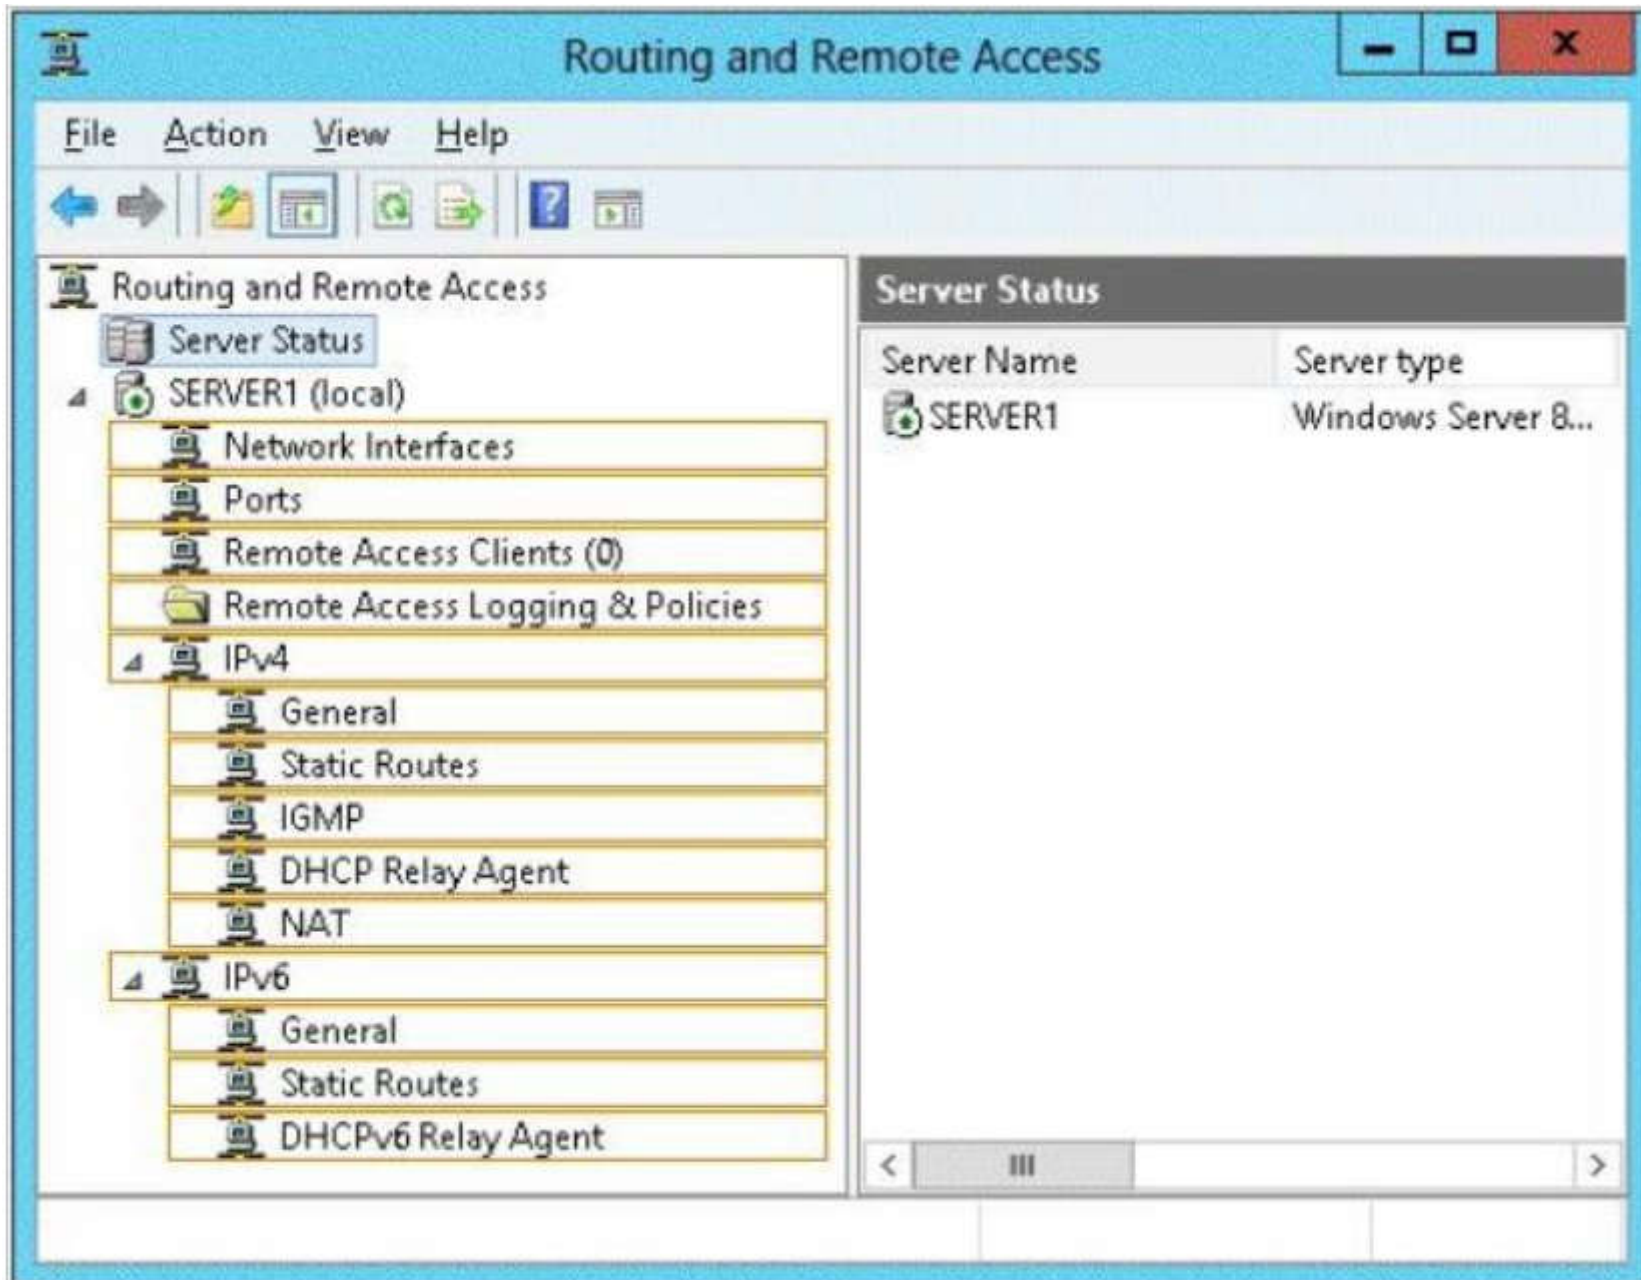 Routing and Remote Access
File Action View Help
Routing and Remote Access
Server Status
SERVER1 (local)
Network Interfaces
Ports
Remote Access Clients (0)
Remote Access Logging & Policies
IPv4
General
Static Routes
IGMP
DHCP Relay Agent
NAT
IPv6
General
Static Routes
DHCPv6 Relay Agent
Server Status
Server Name Server type
SERVER1 Windows Server 8...